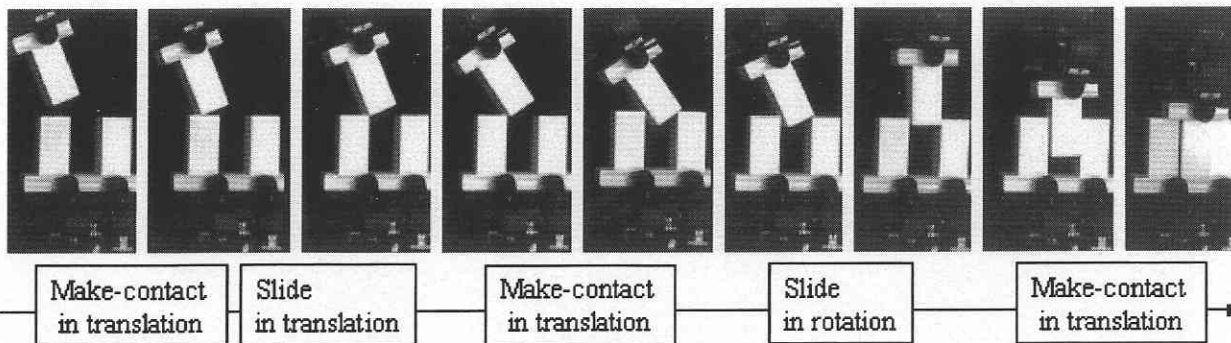 Make-contact
in translation
Slide
in translation
Make-contact
in translation
Slide
in rotation
Make-contact
in translation